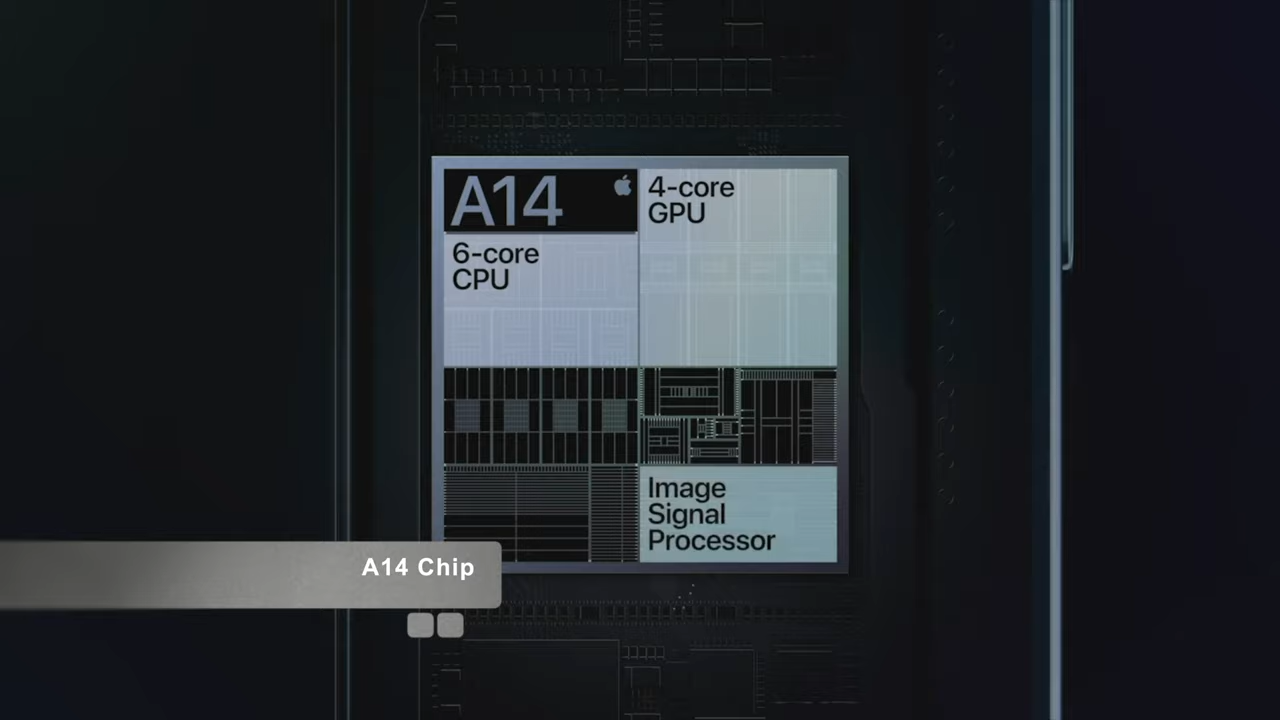 A14
4-core
GPU
6-core
CPU
Image
Signal
Processor
A14 Chip